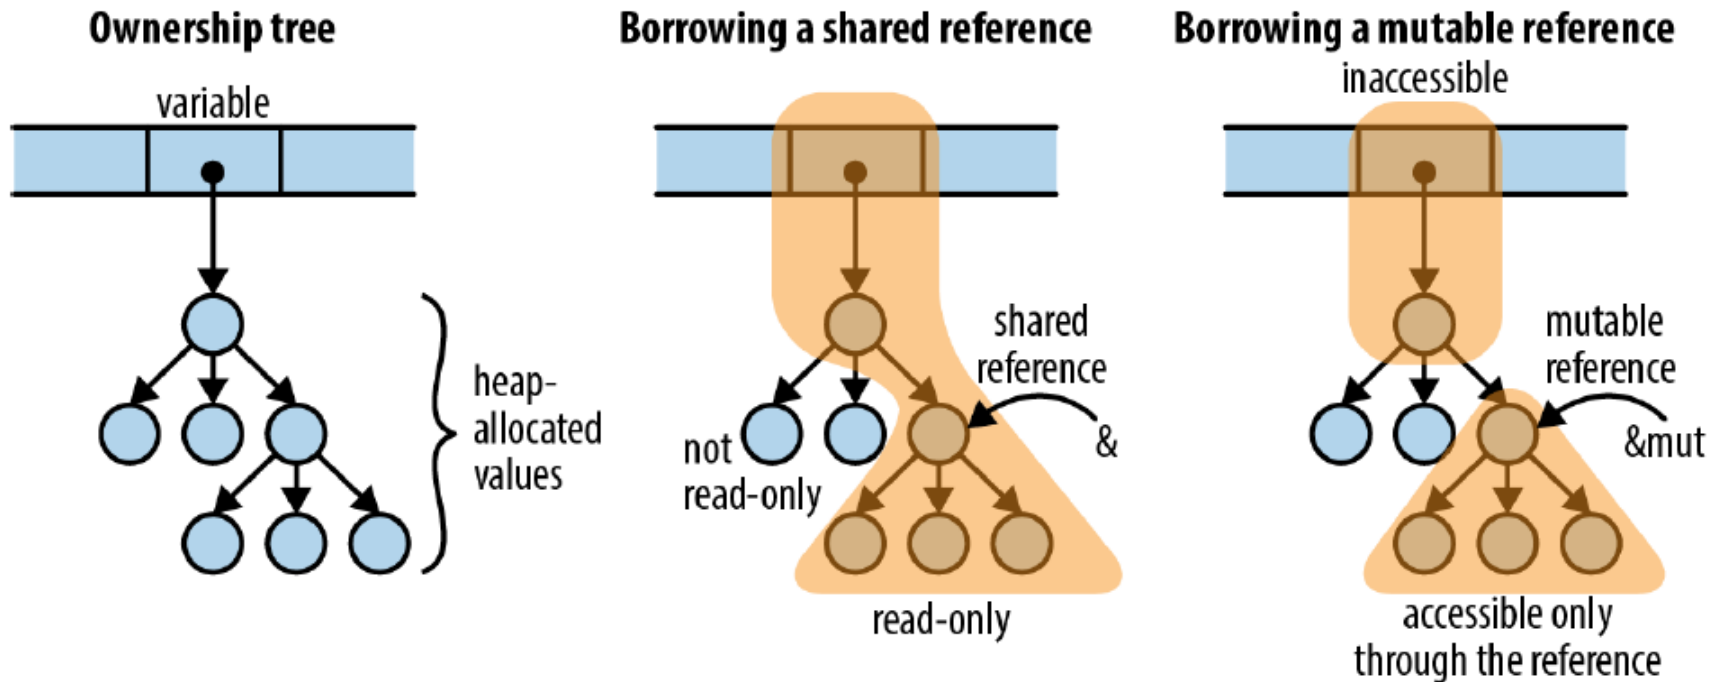 Ownership tree
variable
heap-
allocated
values
Borrowing a shared reference
shared
reference
&
not
read-only
read-only
Borrowing a mutable reference
inaccessible
mutable
reference
&mut
accessible only
through the reference